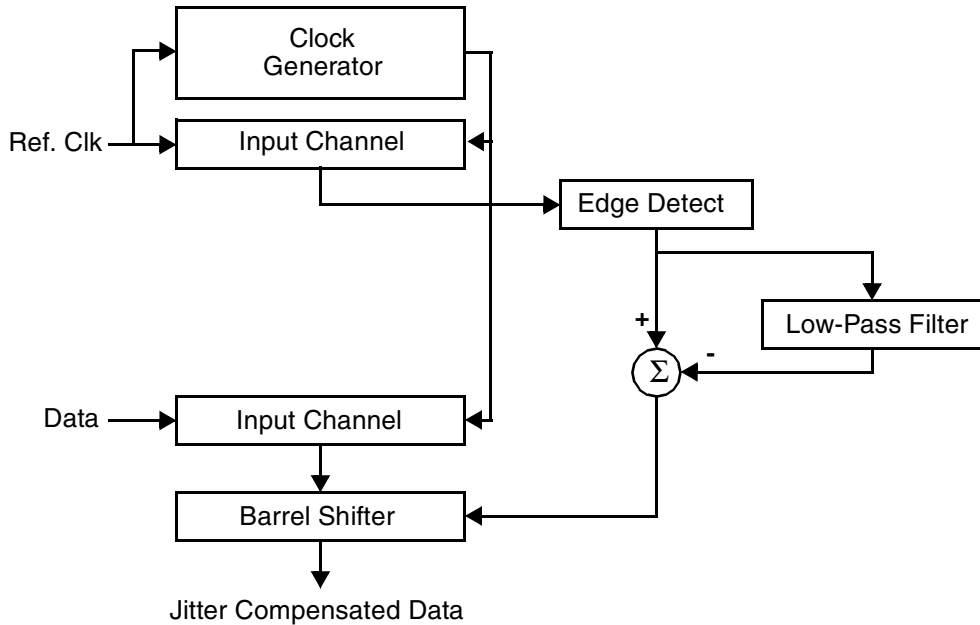 Clock
Generator
Ref. Clk
Input Channel
Edge Detect
+
Low-Pass Filter
-
Σ
Data
Input Channel
Barrel Shifter
Jitter Compensated Data